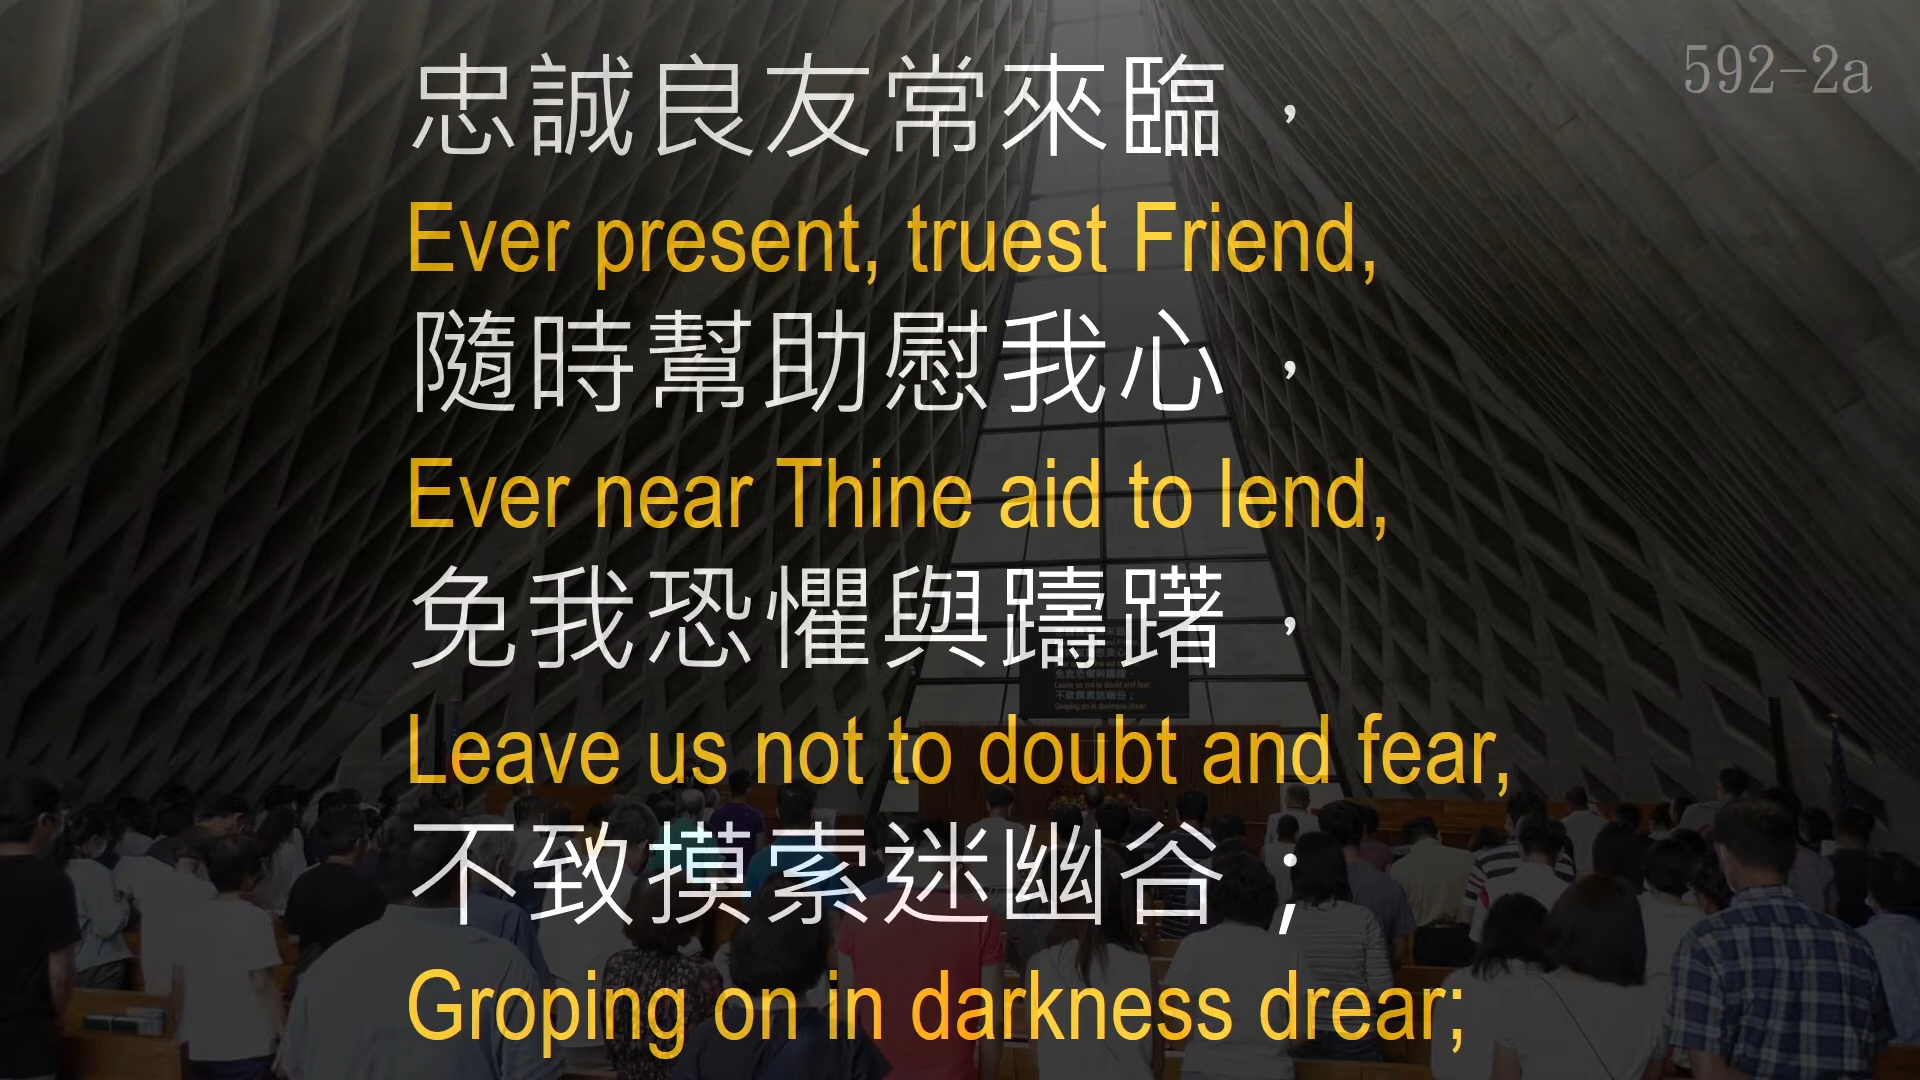 592-2a
忠誠良友常來臨，
Ever present, truest Friend,
隨時幫助慰我心，
Ever near Thine aid to lend,
免我恐懼與躊躇，
Leave us not to doubt and fear,
不致摸索迷幽谷；
Groping on in darkness drear;